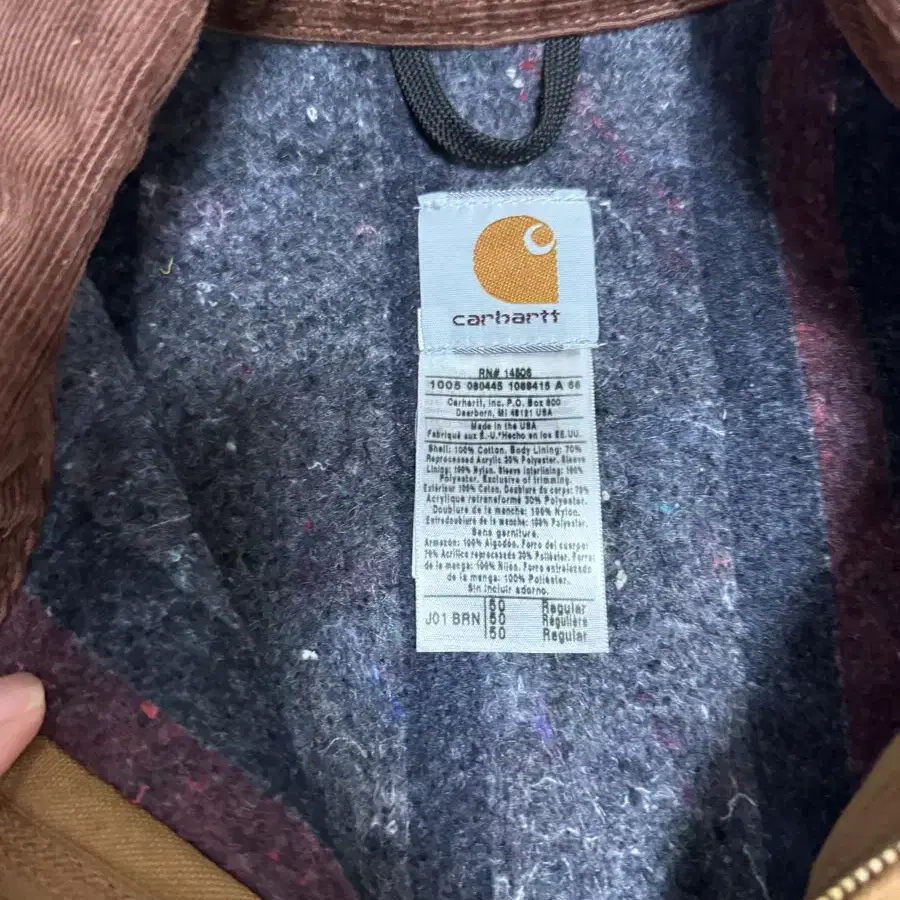 carhartt
RN# 14806
1005 080445 1088415 A 66
Carhartt, Inc. P.O. Box 600
Dearborn, MI 48121 USA
Made in the USA
Fabriqué aux É.-U.*Hecho en los EE.UU.
Shell: 100% Cotton. Body Lining: 70%
Reprocessed Acrylic 30% Polyester. Sleeve
Lining: 100% Nylon. Sleeve Interlining: 100%
Polyester, Exclusive of trimming.
Extérieur 100% Coton. Doublure du corps: 70%
Acrylique retransformé 30% Polyester.
Doublure de la manche: 100% Nylon.
Entredoublure de la manche: 100% Polyester.
Sans garniture.
Armazón: 100% Algodón. Forro del cuerpo:
70% Acrílico reprocesado 30% Poliester. Forro
de la manga: 100% Nilon. Forro entrelazado
de la manga: 100% Poliéster.
Sin incluir adorno.
50 Regular
J01 BRN 50 Régulière
50 Regular